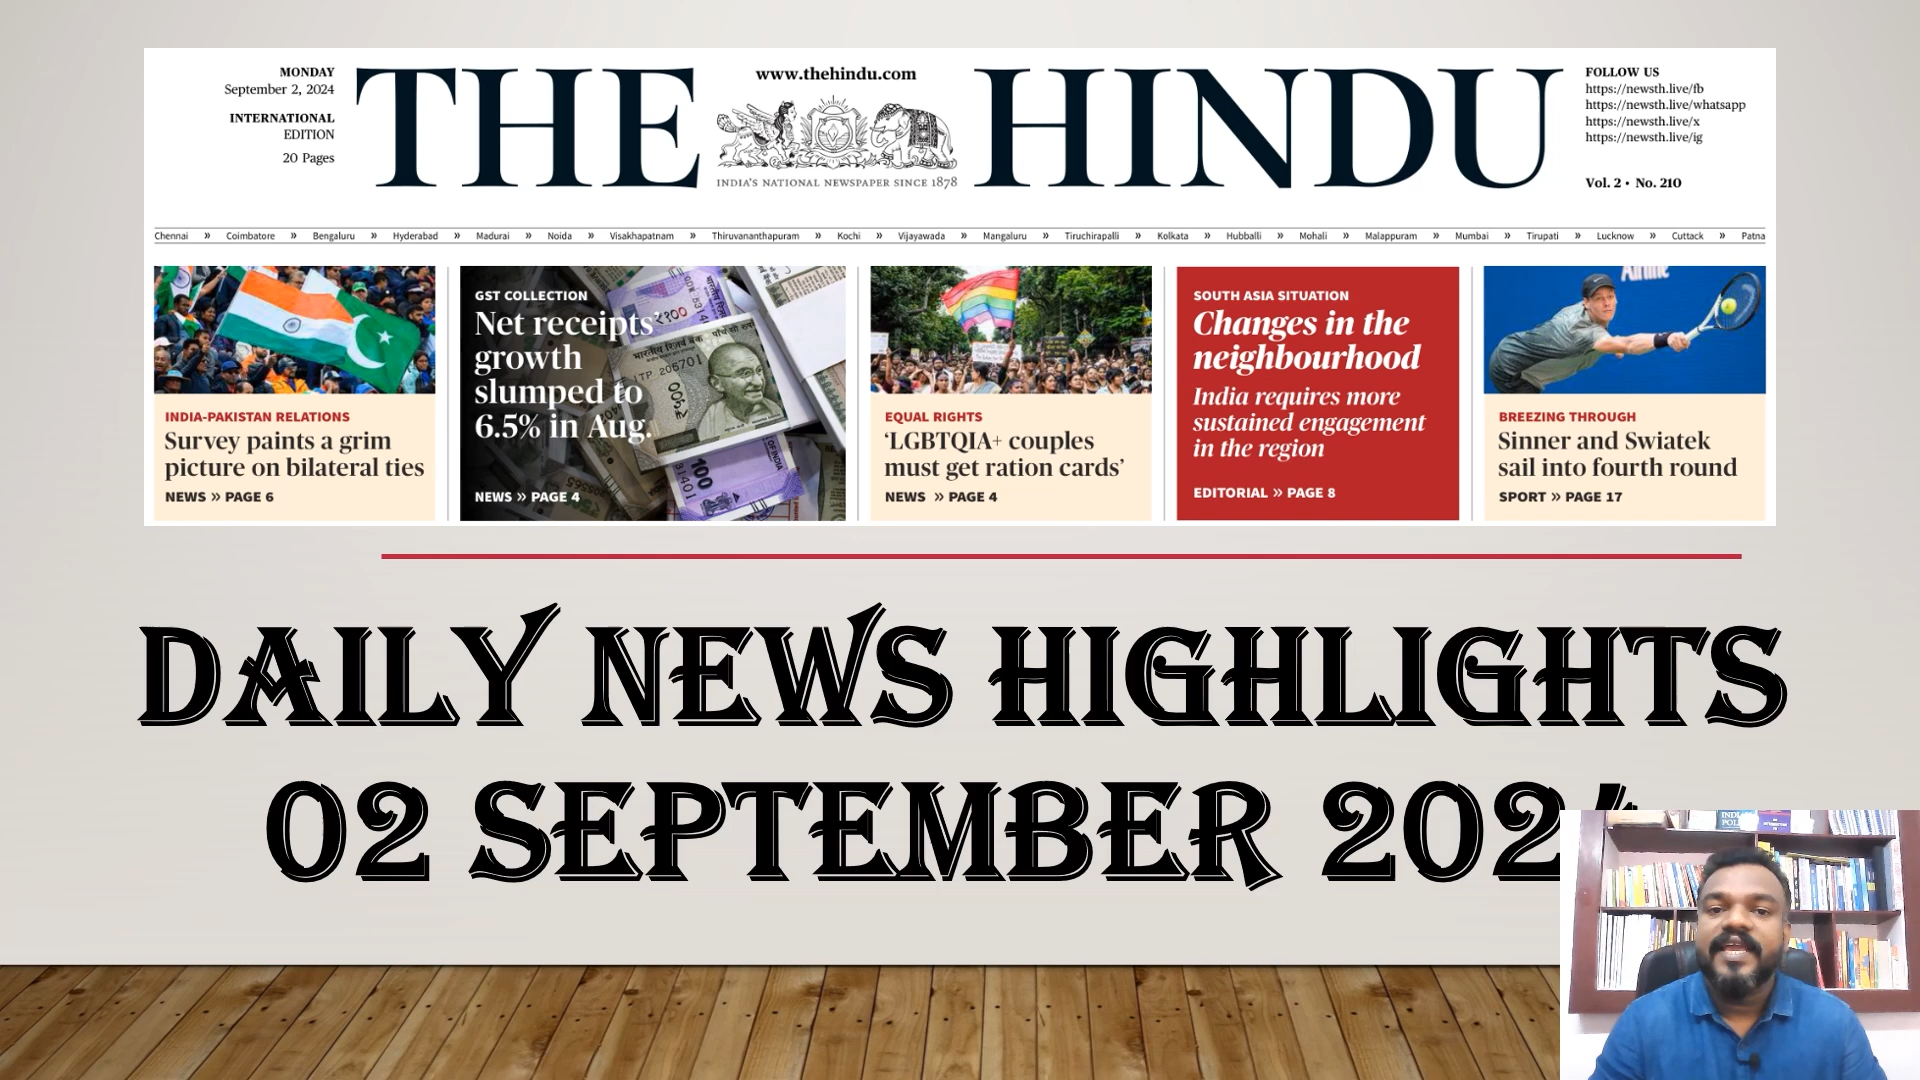 MONDAY
September 2, 2024
INTERNATIONAL
EDITION
20 Pages
THE HINDU
www.thehindu.com
INDIA'S NATIONAL NEWSPAPER SINCE 1878
FOLLOW US
https://newsth.live/fb
https://newsth.live/whatsapp
https://newsth.live/x
https://newsth.live/ig
Vol. 2 • No. 210
Chennai » Coimbatore » Bengaluru » Hyderabad » Madurai » Noida » Visakhapatnam » Thiruvananthapuram » Kochi » Vijayawada » Mangaluru » Tiruchirapalli » Kolkata » Hubballi » Mohali » Malappuram » Mumbai » Tirupati » Lucknow » Cuttack » Patna
INDIA-PAKISTAN RELATIONS
Survey paints a grim
picture on bilateral ties
NEWS » PAGE 6
GST COLLECTION
Net receipts'
growth
slumped to
6.5% in Aug.
NEWS » PAGE 4
EQUAL RIGHTS
‘LGBTQIA+ couples
must get ration cards’
NEWS » PAGE 4
SOUTH ASIA SITUATION
Changes in the
neighbourhood
India requires more
sustained engagement
in the region
EDITORIAL » PAGE 8
Airline
BREEZING THROUGH
Sinner and Swiatek
sail into fourth round
SPORT » PAGE 17
DAILY NEWS HIGHLIGHTS
02 SEPTEMBER 2024